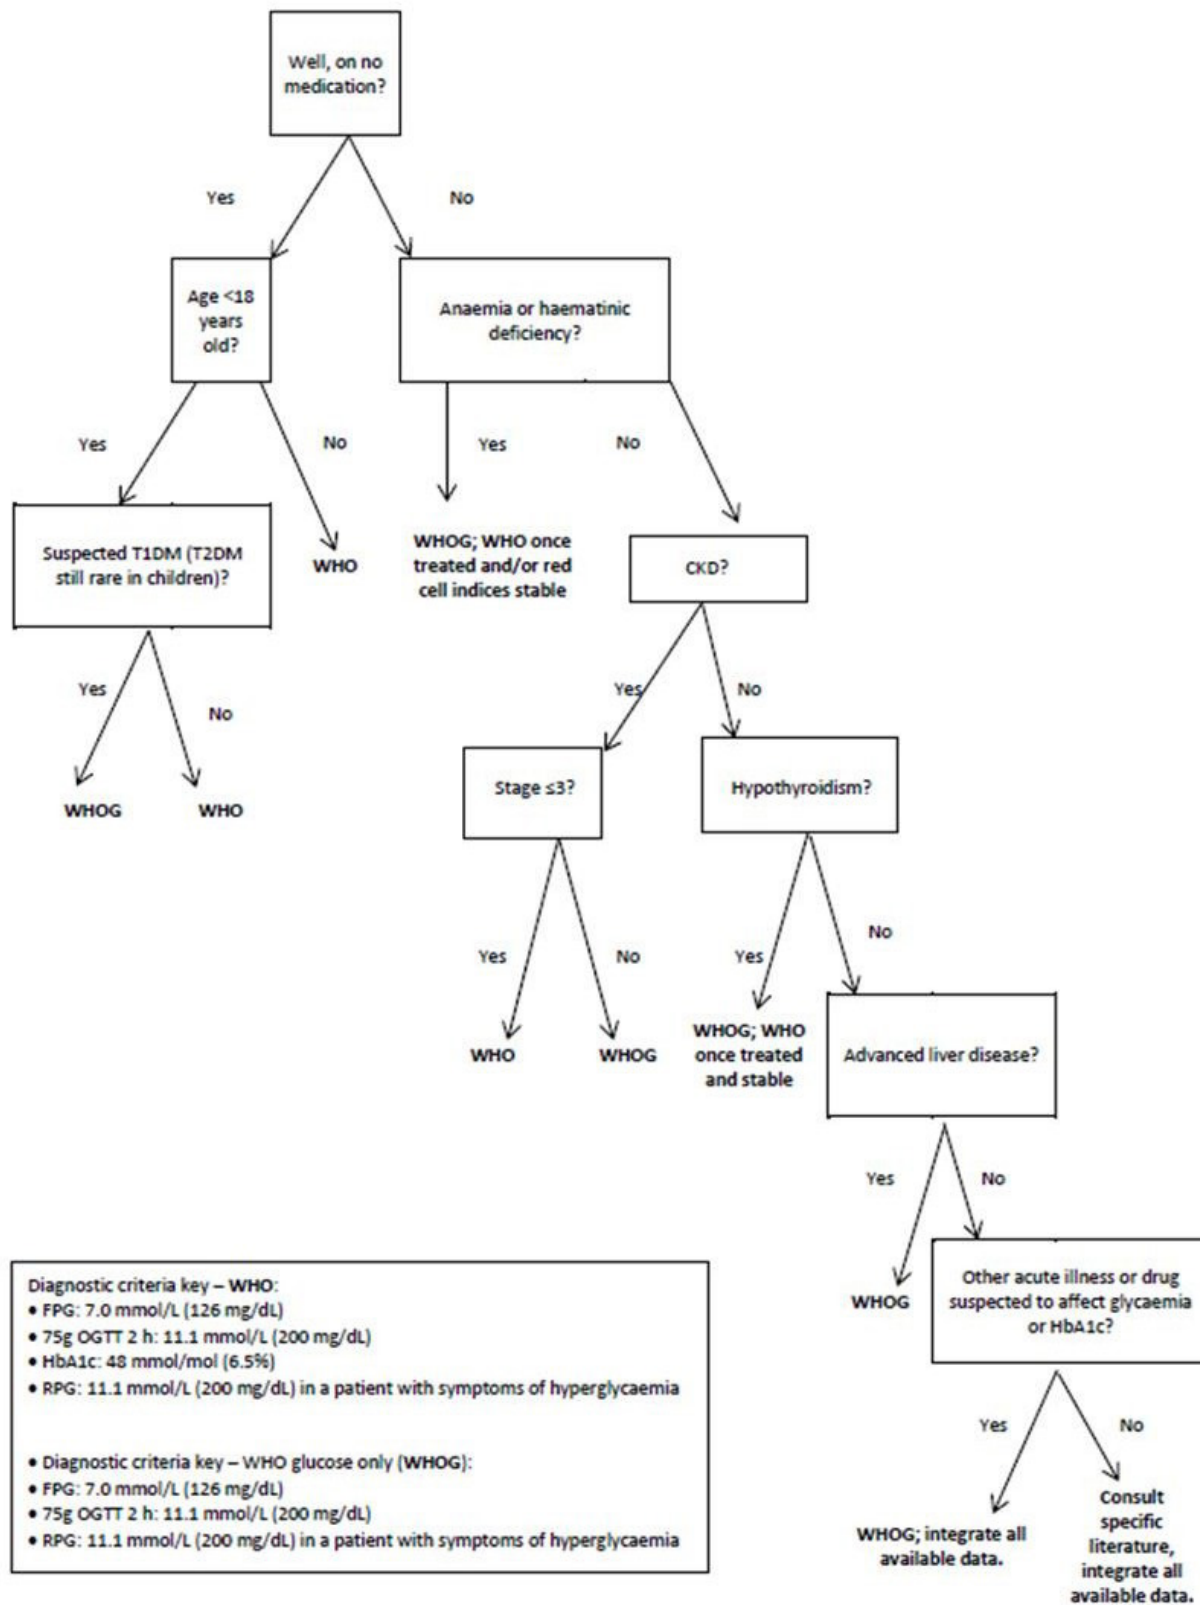 Well, on no
medication?
Yes
No
Age <18
years
old?
Anaemia or haematinic
deficiency?
Yes
No
Yes
No
Suspected T1DM (T2DM
still rare in children)?
WHO
WHOG; WHO once
treated and/or red
cell indices stable
CKD?
Yes
No
Yes
No
WHOG
WHO
Stage ≤3?
Hypothyroidism?
Yes
No
Yes
No
WHO
WHOG
WHOG; WHO
once treated
and stable
Advanced liver disease?
Yes
No
WHOG
Other acute illness or drug
suspected to affect glycaemia
or HbA1c?
Yes
No
WHOG; integrate all
available data.
Consult
specific
literature,
integrate all
available data.
Diagnostic criteria key – WHO:
• FPG: 7.0 mmol/L (126 mg/dL)
• 75g OGTT 2 h: 11.1 mmol/L (200 mg/dL)
• HbA1c: 48 mmol/mol (6.5%)
• RPG: 11.1 mmol/L (200 mg/dL) in a patient with symptoms of hyperglycaemia
• Diagnostic criteria key – WHO glucose only (WHOG):
• FPG: 7.0 mmol/L (126 mg/dL)
• 75g OGTT 2 h: 11.1 mmol/L (200 mg/dL)
• RPG: 11.1 mmol/L (200 mg/dL) in a patient with symptoms of hyperglycaemia